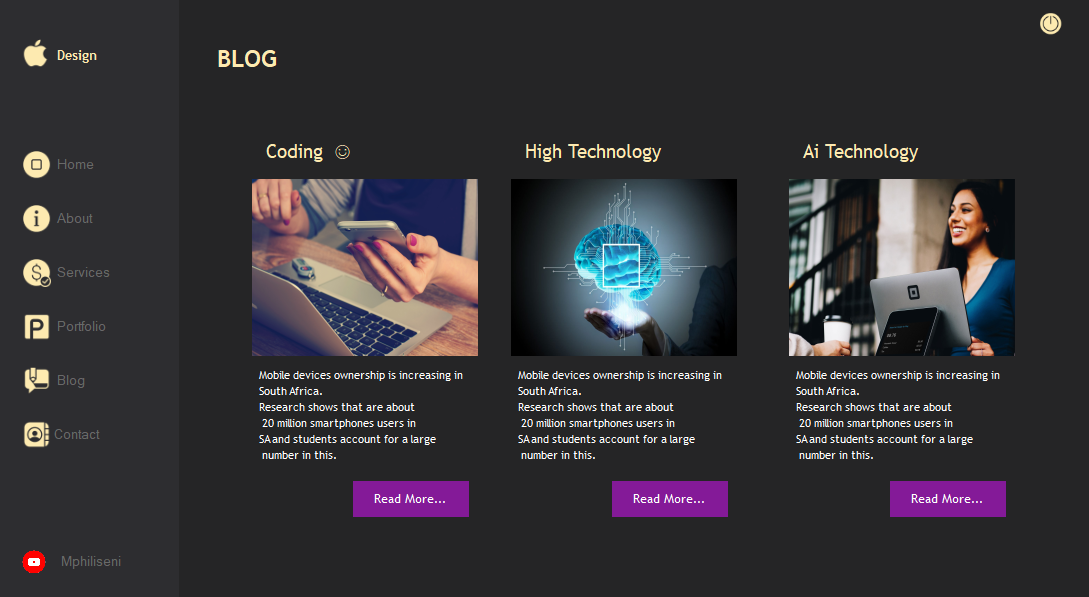 Design
BLOG
Home
About
Services
Portfolio
Blog
Contact
Mphiliseni
Coding ☺
Mobile devices ownership is increasing in
South Africa.
Research shows that are about
20 million smartphones users in
SA and students account for a large
number in this.
Read More...
High Technology
Mobile devices ownership is increasing in
South Africa.
Research shows that are about
20 million smartphones users in
SA and students account for a large
number in this.
Read More...
Ai Technology
Mobile devices ownership is increasing in
South Africa.
Research shows that are about
20 million smartphones users in
SA and students account for a large
number in this.
Read More...